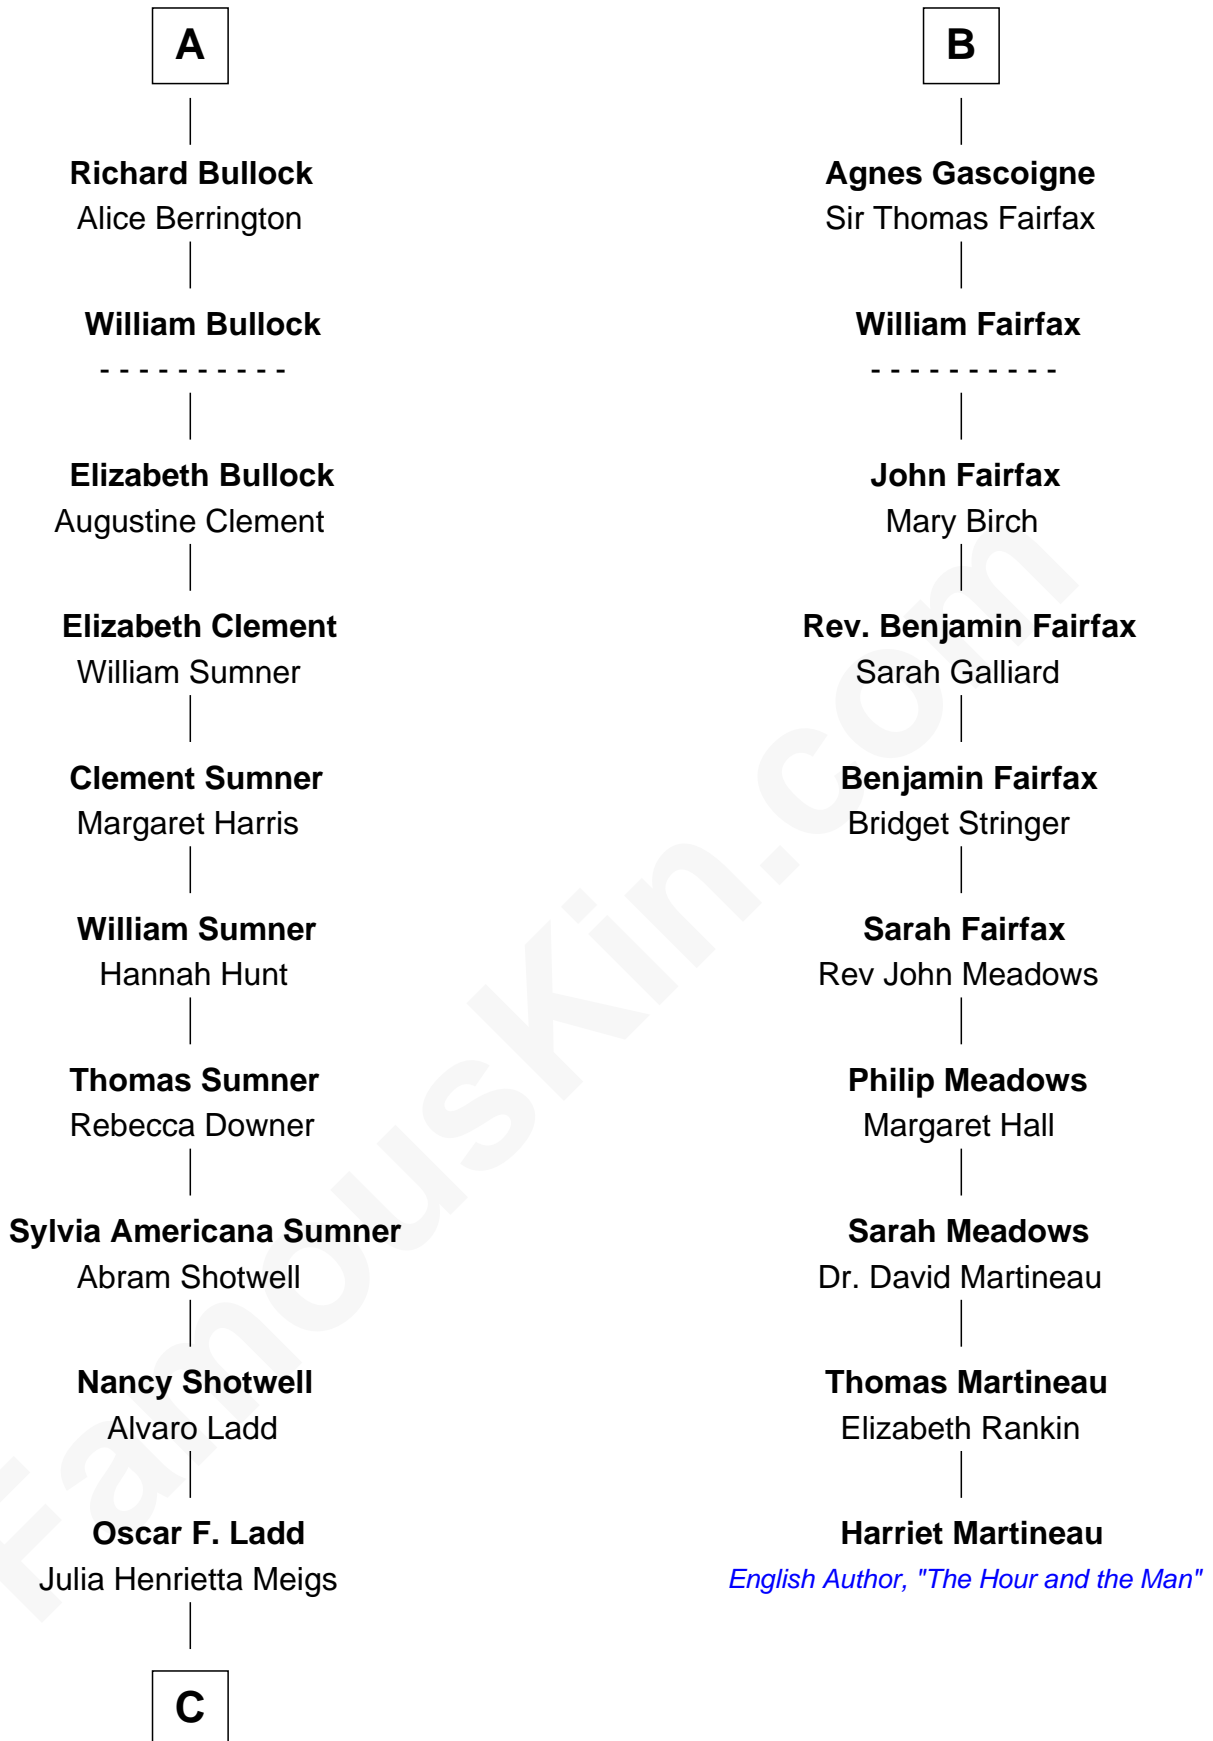 A
Richard Bullock
Alice Berrington
William Bullock
- - - - - - - - - -
Elizabeth Bullock
Augustine Clement
Elizabeth Clement
William Sumner
Clement Sumner
Margaret Harris
William Sumner
Hannah Hunt
Thomas Sumner
Rebecca Downer
Sylvia Americana Sumner
Abram Shotwell
Nancy Shotwell
Alvaro Ladd
Oscar F. Ladd
Julia Henrietta Meigs
C
B
Agnes Gascoigne
Sir Thomas Fairfax
William Fairfax
- - - - - - - - - -
John Fairfax
Mary Birch
Rev. Benjamin Fairfax
Sarah Galliard
Benjamin Fairfax
Bridget Stringer
Sarah Fairfax
Rev John Meadows
Philip Meadows
Margaret Hall
Sarah Meadows
Dr. David Martineau
Thomas Martineau
Elizabeth Rankin
Harriet Martineau
English Author, "The Hour and the Man"
FamousKin.com